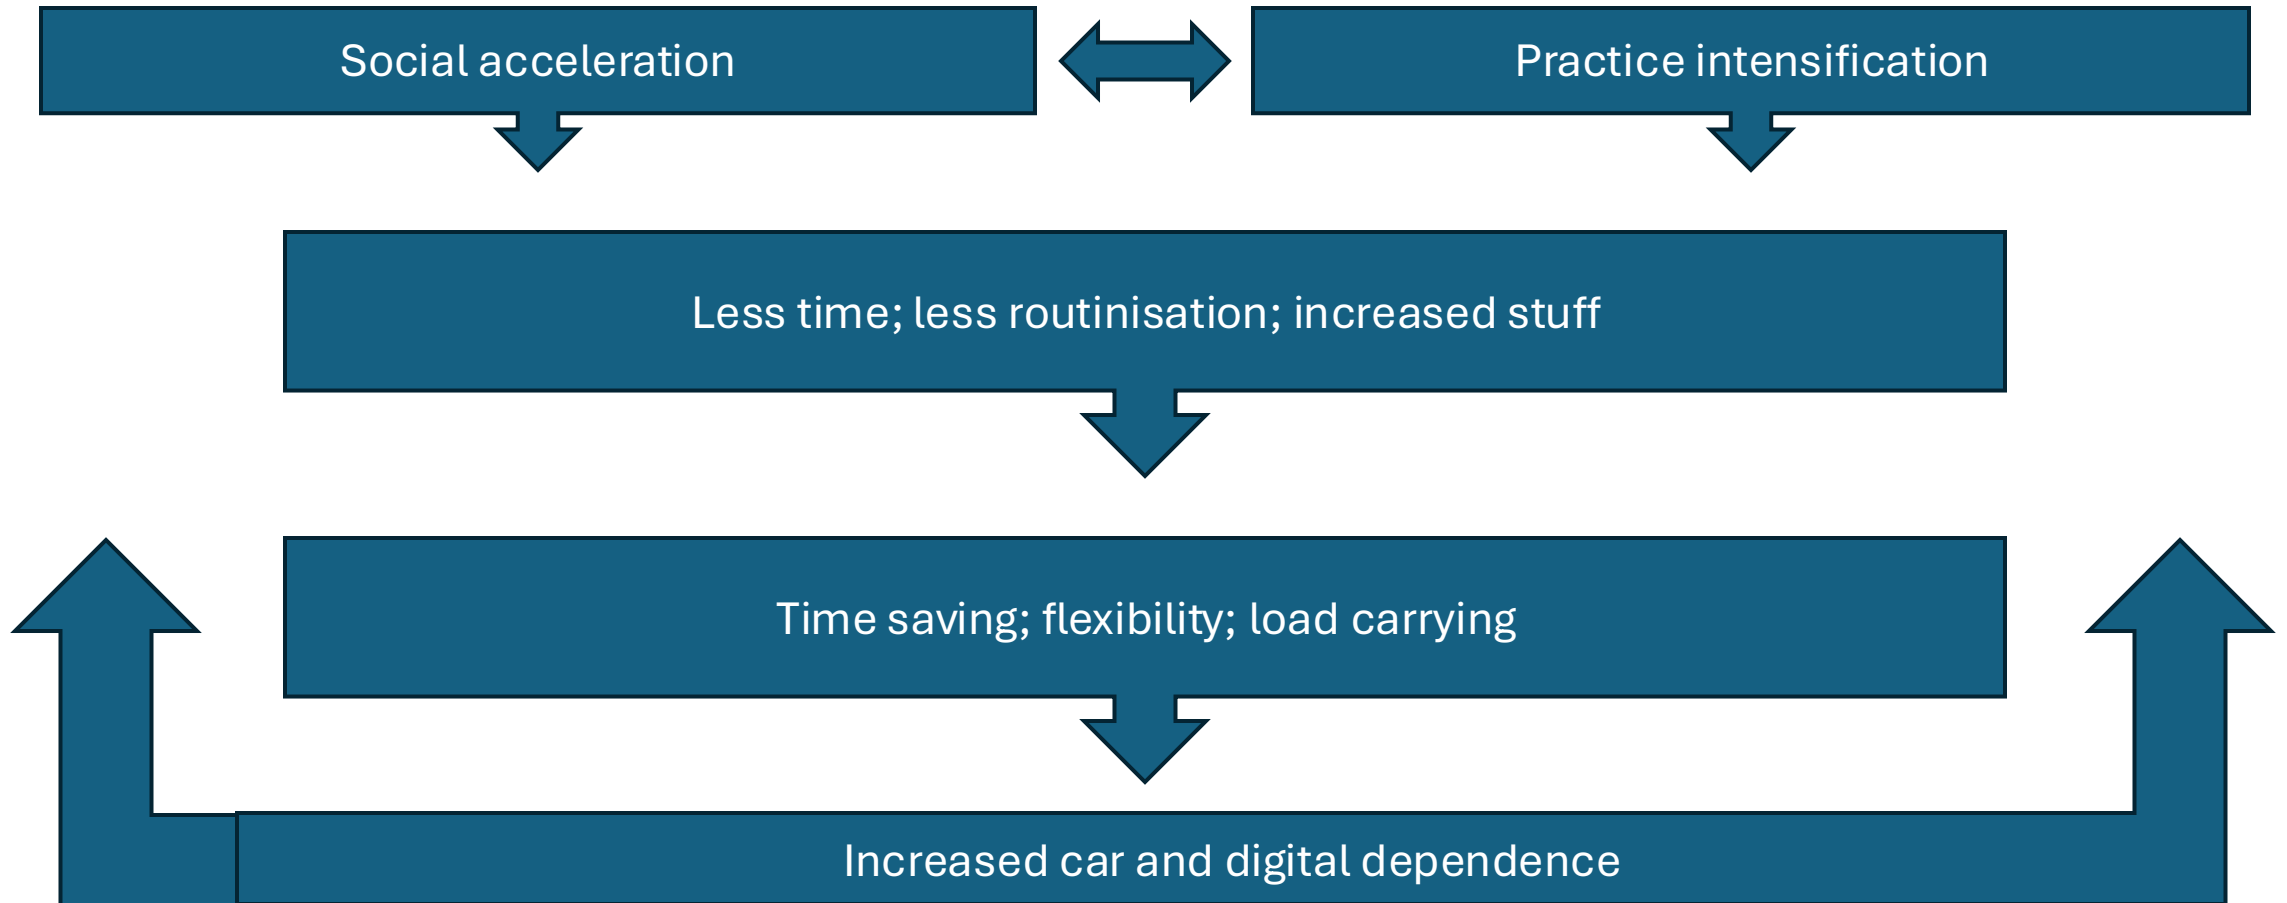 Social acceleration
Practice intensification
Less time; less routinisation; increased stuff
Time saving; flexibility; load carrying
Increased car and digital dependence